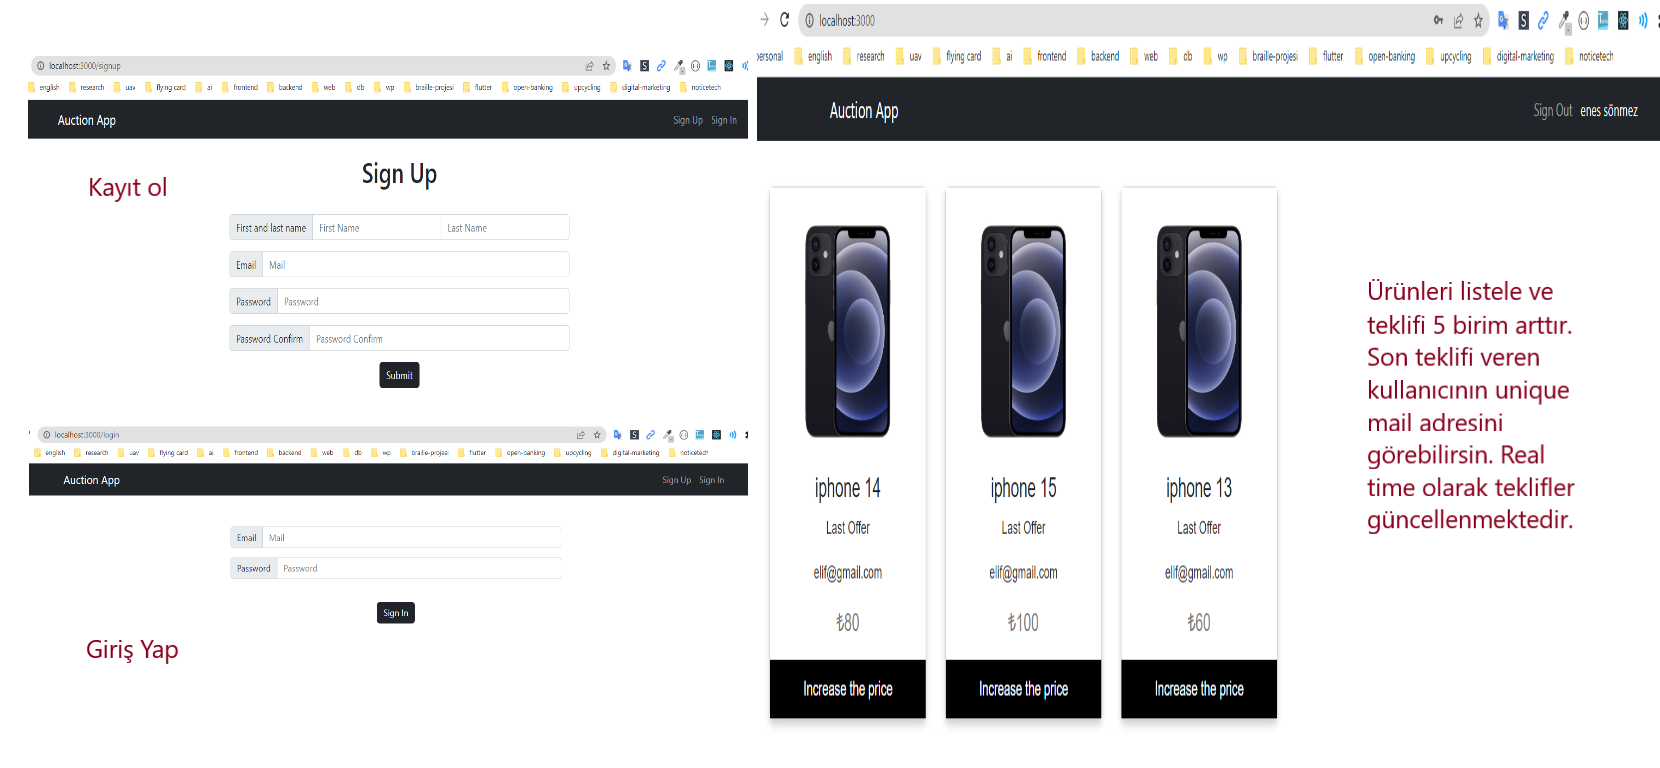 localhost:3000/signup
english research uav flying card ai frontend backend web db wp braille-projesi flutter open-banking upcycling digital-marketing noticetech
Auction App Sign Up Sign In
Kayıt ol
Sign Up
First and last name First Name Last Name
Email Mail
Password Password
Password Confirm Password Confirm
Submit
localhost:3000/login
english research uav flying card ai frontend backend web db wp braille-projesi flutter open-banking upcycling digital-marketing noticetech
Auction App Sign Up Sign In
Email Mail
Password Password
Sign In
Giriş Yap
localhost:3000
english research uav flying card ai frontend backend web db wp braille-projesi flutter open-banking upcycling digital-marketing noticetech
Auction App Sign Out enes sönmez
iphone 14 iphone 15 iphone 13
Last Offer Last Offer Last Offer
elif@gmail.com elif@gmail.com elif@gmail.com
₺80 ₺100 ₺60
Increase the price Increase the price Increase the price
Ürünleri listele ve
teklifi 5 birim arttır.
Son teklifi veren
kullanıcının unique
mail adresini
görebilirsin. Real
time olarak teklifler
güncellenmektedir.